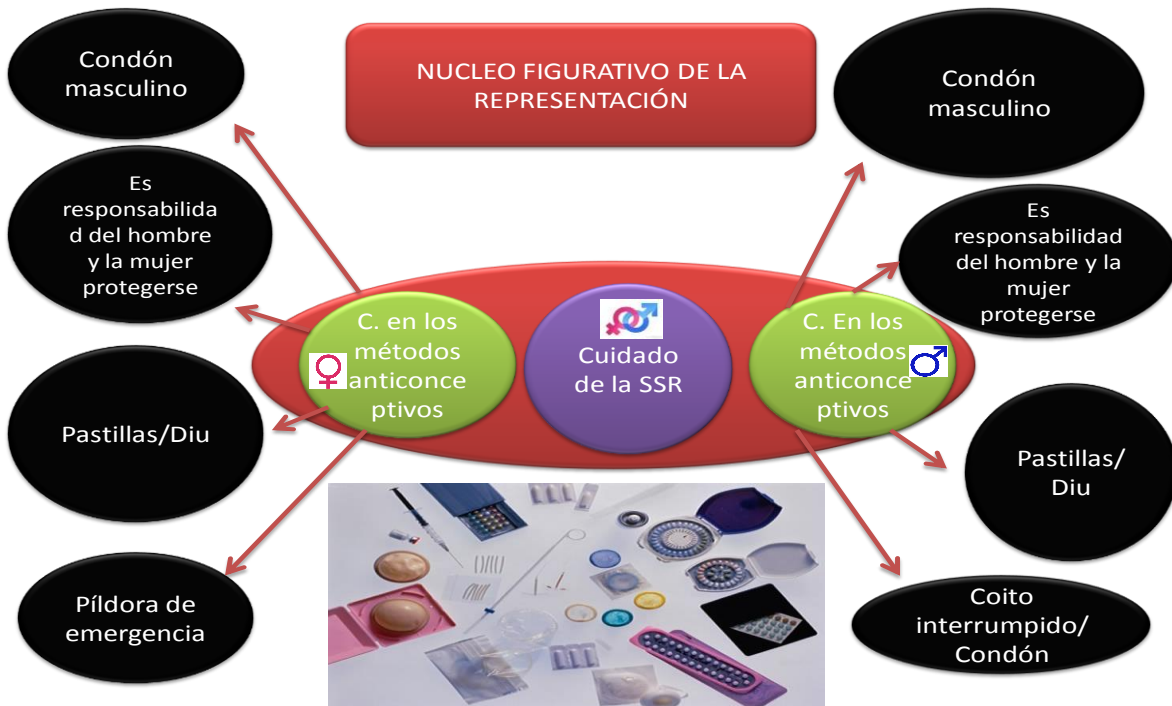 Condón
masculino
NUCLEO FIGURATIVO DE LA
REPRESENTACIÓN
Condón
masculino
Es
responsabilida
d del hombre
y la mujer
protegerse
Es
responsabilidad
del hombre y la
mujer
protegerse
C. en los
métodos
anticonce
ptivos
Cuidado
de la SSR
C. En los
métodos
anticonce
ptivos
Pastillas/Diu
Pastillas/
Diu
Píldora de
emergencia
Coito
interrumpido/
Condón